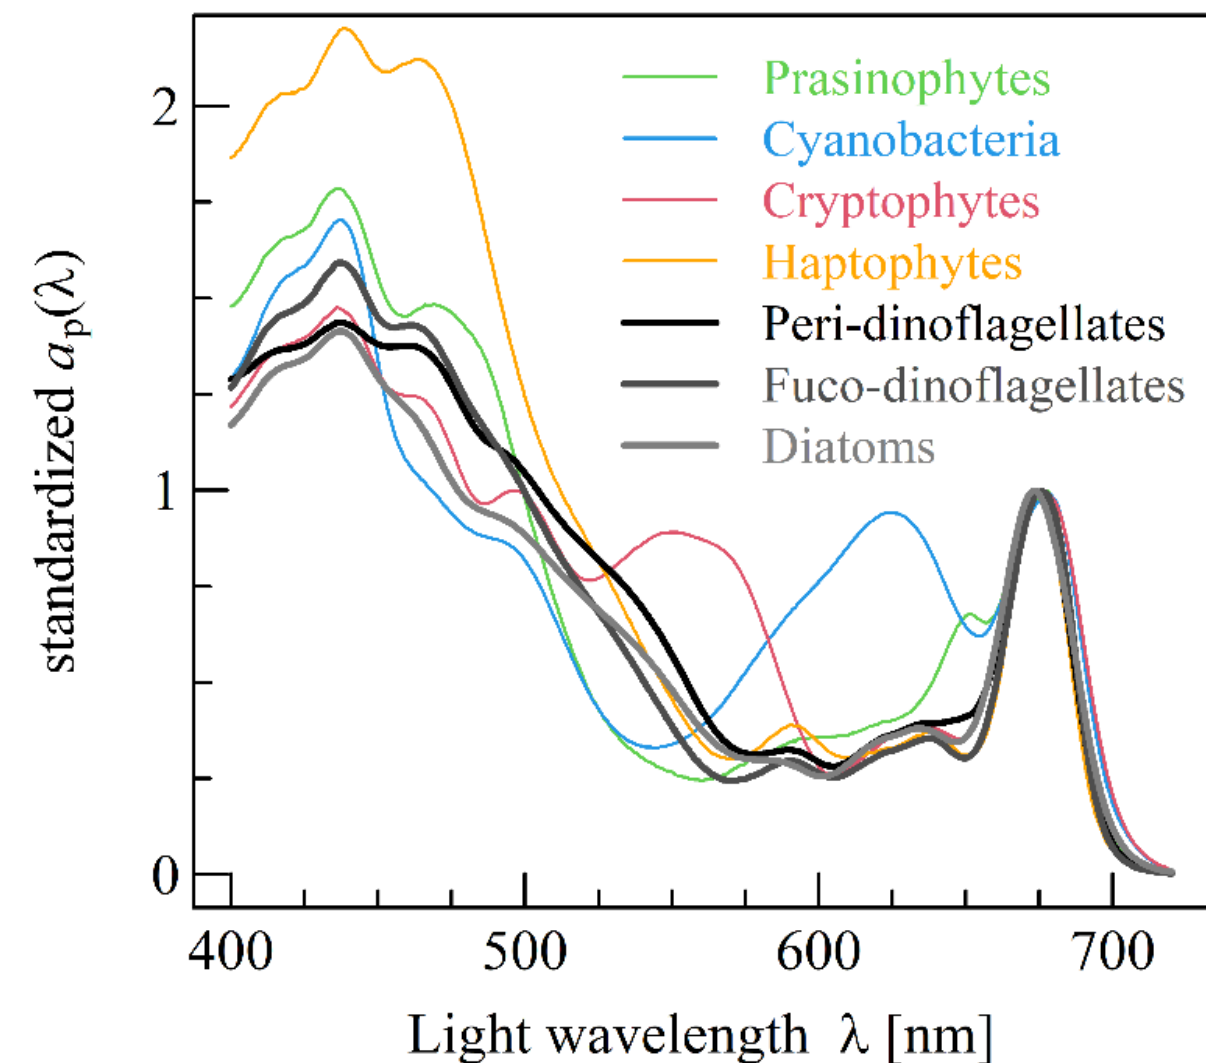 standardized aₚ(λ)
2
1
0
Prasinophytes
Cyanobacteria
Cryptophytes
Haptophytes
Peri-dinoflagellates
Fuco-dinoflagellates
Diatoms
400 500 600 700
Light wavelength λ [nm]